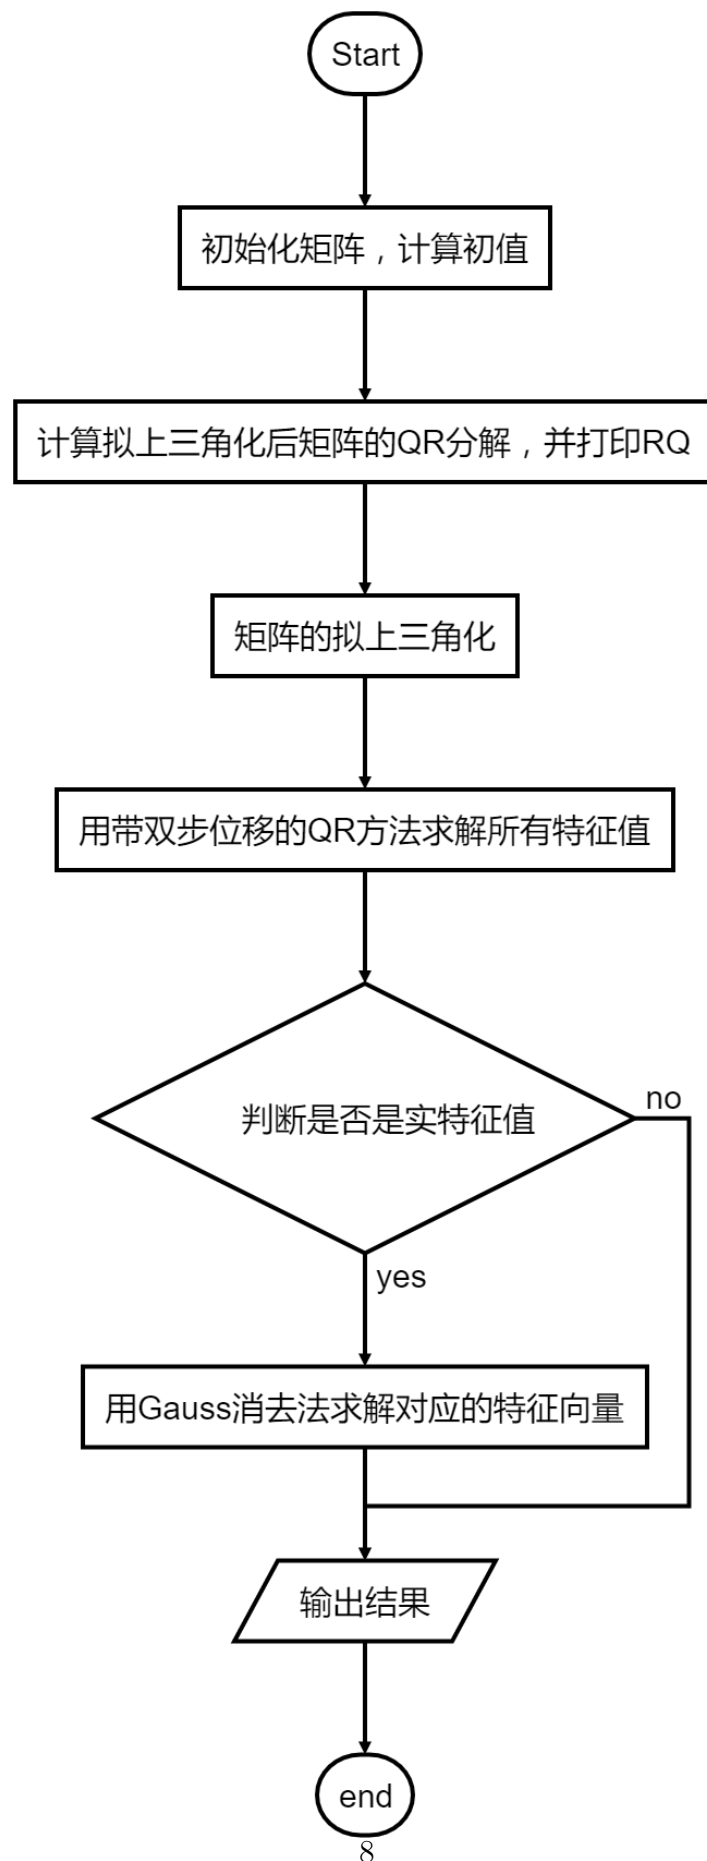 Start
初始化矩阵，计算初值
计算拟上三角化后矩阵的QR分解，并打印RQ
矩阵的拟上三角化
用带双步位移的QR方法求解所有特征值
判断是否是实特征值
no
yes
用Gauss消去法求解对应的特征向量
输出结果
end
8